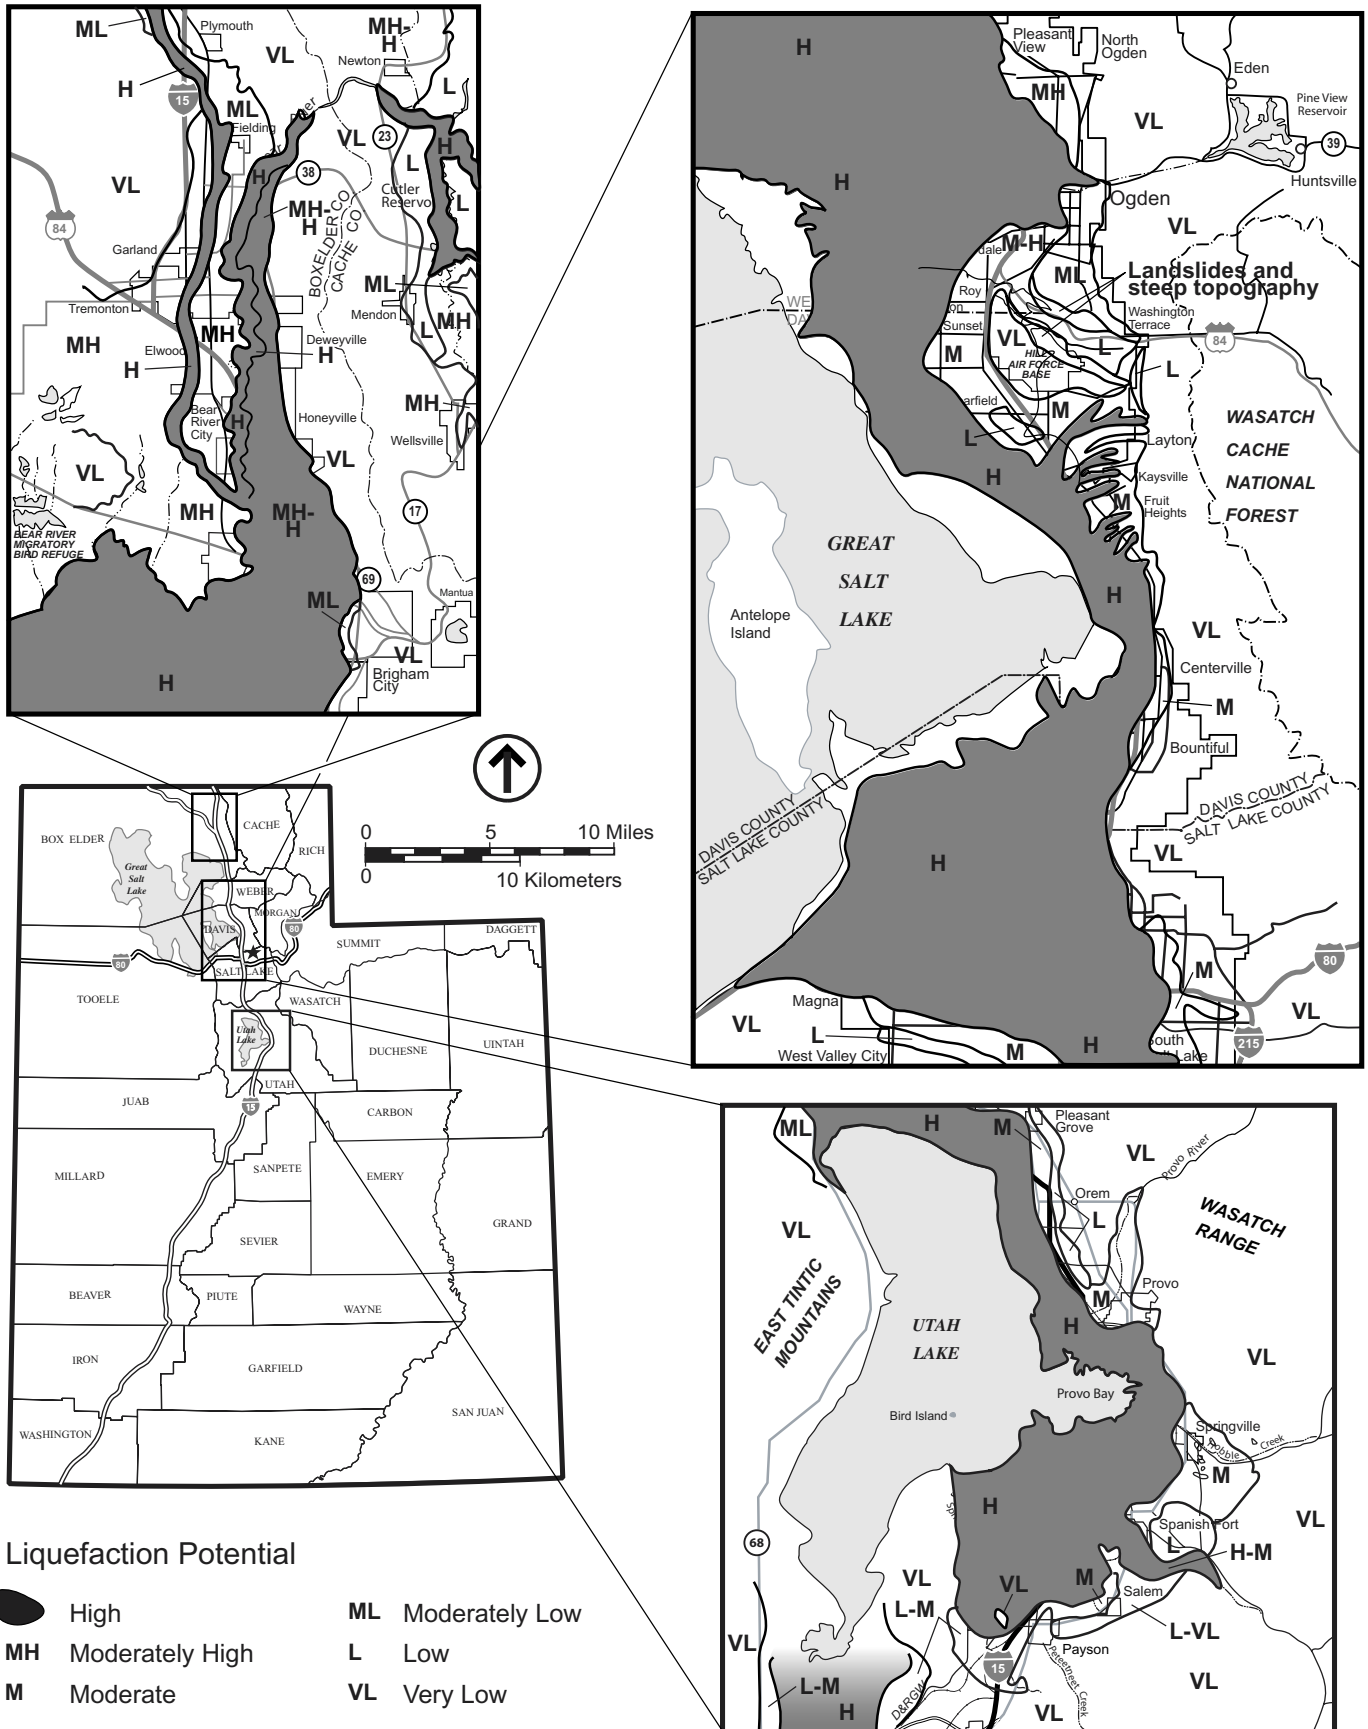 ML
Plymouth
MH-
H
VL
Newton
H
15
L
ML
Fielding
VL
23
H
L
38
H
VL
Cutler
L
MH-
H
BOXELDER CO
CACHE CO
84
Garland
ML
Tremonton
Mendon
MH
MH
L
Deweyville
MH
Elwood
H
H
MH
Bear
River
City
H
Honeyville
Wellsville
VL
VL
17
MH
MH-
H
BEAR RIVER
MIGRATORY
BIRD REFUGE
69
ML
Mantua
VL
Brigham
City
H
H
Pleasant
View
North
Ogden
Eden
MH
Pine View
Reservoir
VL
39
H
Huntsville
Ogden
VL
M-H
ML
Landslides and
steep topography
Roy
Washington
Terrace
Sunset
VL
84
M
L
HILL
AIR FORCE
BASE
L
M
WASATCH
CACHE
NATIONAL
FOREST
L
Layton
H
Kaysville
M
Fruit
Heights
GREAT
SALT
LAKE
H
Antelope
Island
VL
Centerville
M
Bountiful
DAVIS COUNTY
SALT LAKE COUNTY
DAVIS COUNTY
SALT LAKE COUNTY
VL
H
M
80
Magna
VL
VL
L
West Valley City
M
H
215
Lake
0 5 10 Miles
0 10 Kilometers
BOX ELDER
CACHE
RICH
Great
Salt
Lake
WEBER
MORGAN
DAVIS
80
SUMMIT
DAGGETT
80
SALT LAKE
TOOELE
WASATCH
Utah
Lake
DUCHESNE
UINTAH
UTAH
JUAB
15
CARBON
MILLARD
SANPETE
EMERY
GRAND
SEVIER
BEAVER
PIUTE
WAYNE
IRON
GARFIELD
SAN JUAN
WASHINGTON
KANE
ML
H
M
Pleasant
Grove
VL
Provo River
Orem
L
WASATCH
RANGE
VL
EAST TINTIC
MOUNTAINS
Provo
M
UTAH
LAKE
H
VL
Provo Bay
Bird Island
Springville
Hobble Creek
M
H
VL
Spanish Fort
68
L
H-M
VL
VL
M
Salem
L-M
L-VL
VL
Payson
15
Peteetneet Creek
L-M
D&RGW
VL
H
VL
Liquefaction Potential
High
MH Moderately High
M Moderate
ML Moderately Low
L Low
VL Very Low